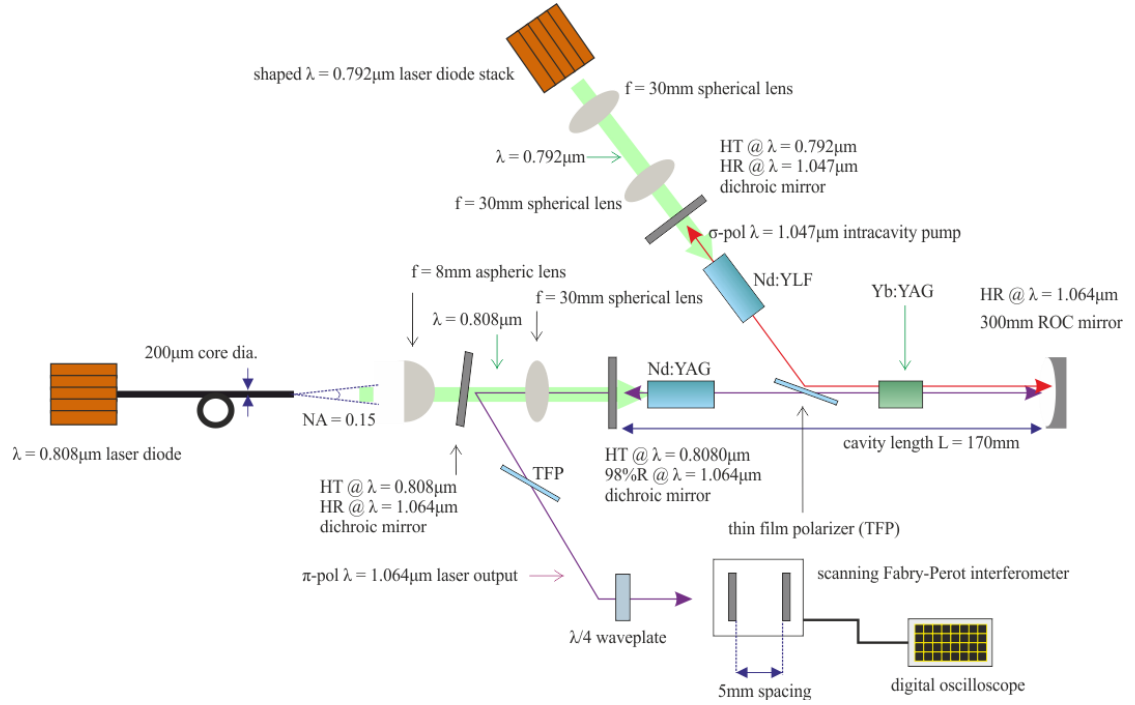 shaped λ = 0.792μm laser diode stack
f = 30mm spherical lens
λ = 0.792μm
HT @ λ = 0.792μm
HR @ λ = 1.047μm
dichroic mirror
f = 30mm spherical lens
σ-pol λ = 1.047μm intracavity pump
Nd:YLF
f = 8mm aspheric lens
f = 30mm spherical lens
Yb:YAG
HR @ λ = 1.064μm
300mm ROC mirror
λ = 0.808μm
200μm core dia.
Nd:YAG
NA = 0.15
λ = 0.808μm laser diode
cavity length L = 170mm
HT @ λ = 0.808μm
HR @ λ = 1.064μm
dichroic mirror
TFP
HT @ λ = 0.8080μm
98%R @ λ = 1.064μm
dichroic mirror
thin film polarizer (TFP)
π-pol λ = 1.064μm laser output
scanning Fabry-Perot interferometer
λ/4 waveplate
5mm spacing
digital oscilloscope